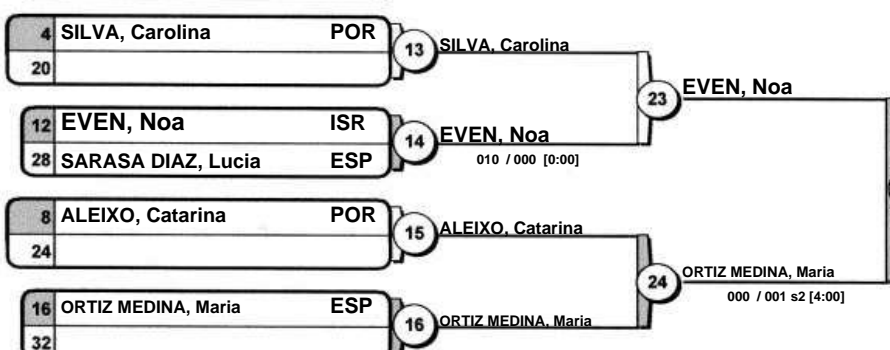 4 SILVA, Carolina POR
20
13 SILVA, Carolina
23 EVEN, Noa
12 EVEN, Noa ISR
28 SARASA DIAZ, Lucia ESP
14 EVEN, Noa
010 / 000 [0:00]
8 ALEIXO, Catarina POR
24
15 ALEIXO, Catarina
24 ORTIZ MEDINA, Maria
000 / 001 s2 [4:00]
16 ORTIZ MEDINA, Maria ESP
32
16 ORTIZ MEDINA, Maria